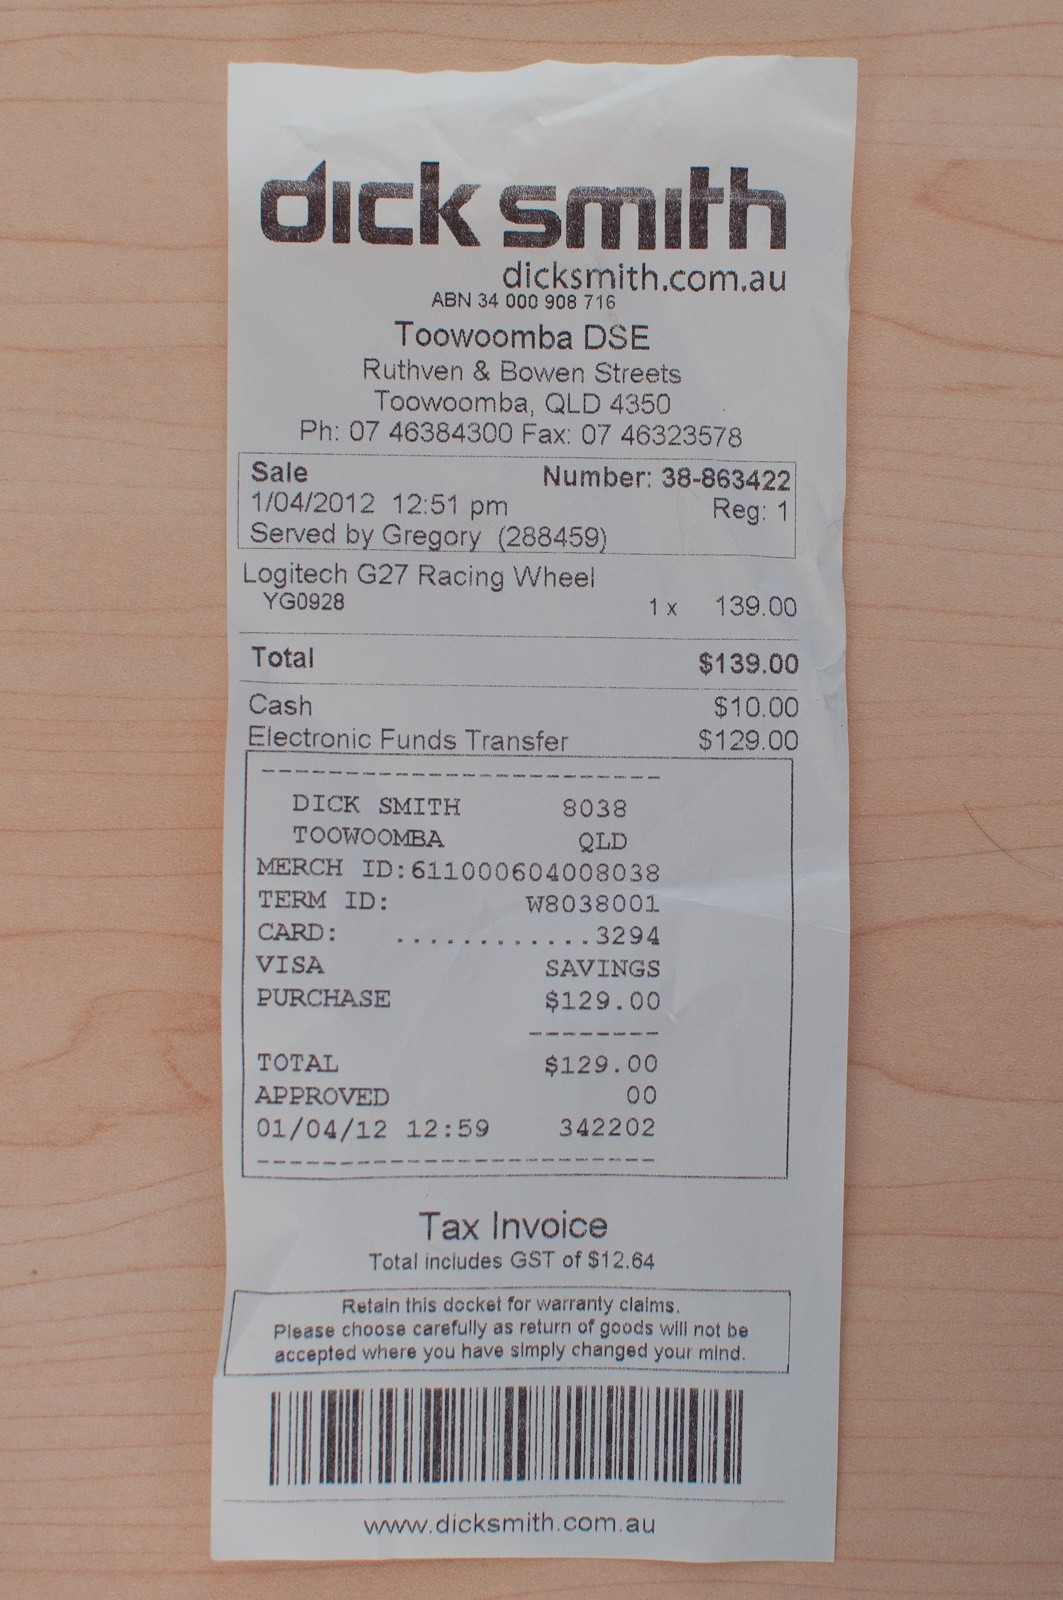 dick smith
dicksmith.com.au
ABN 34 000 908 716
Toowoomba DSE
Ruthven & Bowen Streets
Toowoomba, QLD 4350
Ph: 07 46384300 Fax: 07 46323578
Sale Number: 38-863422
1/04/2012 12:51 pm Reg: 1
Served by Gregory (288459)
Logitech G27 Racing Wheel
YG0928 1 x 139.00
Total $139.00
Cash $10.00
Electronic Funds Transfer $129.00
--------------------------
DICK SMITH 8038
TOOWOOMBA QLD
MERCH ID:611000604008038
TERM ID: W8038001
CARD: ............3294
VISA SAVINGS
PURCHASE $129.00
--------
TOTAL $129.00
APPROVED 00
01/04/12 12:59 342202
--------------------------
Tax Invoice
Total includes GST of $12.64
Retain this docket for warranty claims.
Please choose carefully as return of goods will not be
accepted where you have simply changed your mind.
www.dicksmith.com.au